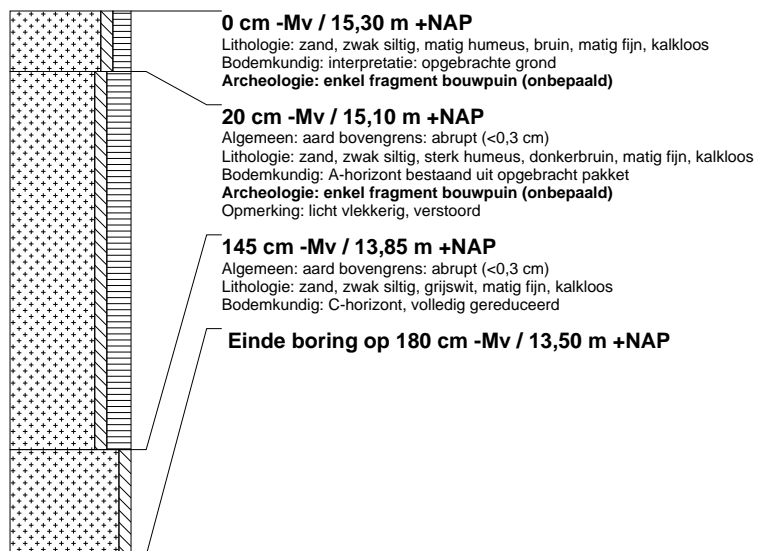 0 cm -Mv / 15,30 m +NAP
Lithologie: zand, zwak siltig, matig humeus, bruin, matig fijn, kalkloos
Bodemkundig: interpretatie: opgebrachte grond
Archeologie: enkel fragment bouwpuin (onbepaald)
20 cm -Mv / 15,10 m +NAP
Algemeen: aard bovengrens: abrupt (<0,3 cm)
Lithologie: zand, zwak siltig, sterk humeus, donkerbruin, matig fijn, kalkloos
Bodemkundig: A-horizont bestaand uit opgebracht pakket
Archeologie: enkel fragment bouwpuin (onbepaald)
Opmerking: licht vlekkerig, verstoord
145 cm -Mv / 13,85 m +NAP
Algemeen: aard bovengrens: abrupt (<0,3 cm)
Lithologie: zand, zwak siltig, grijswit, matig fijn, kalkloos
Bodemkundig: C-horizont, volledig gereduceerd
Einde boring op 180 cm -Mv / 13,50 m +NAP